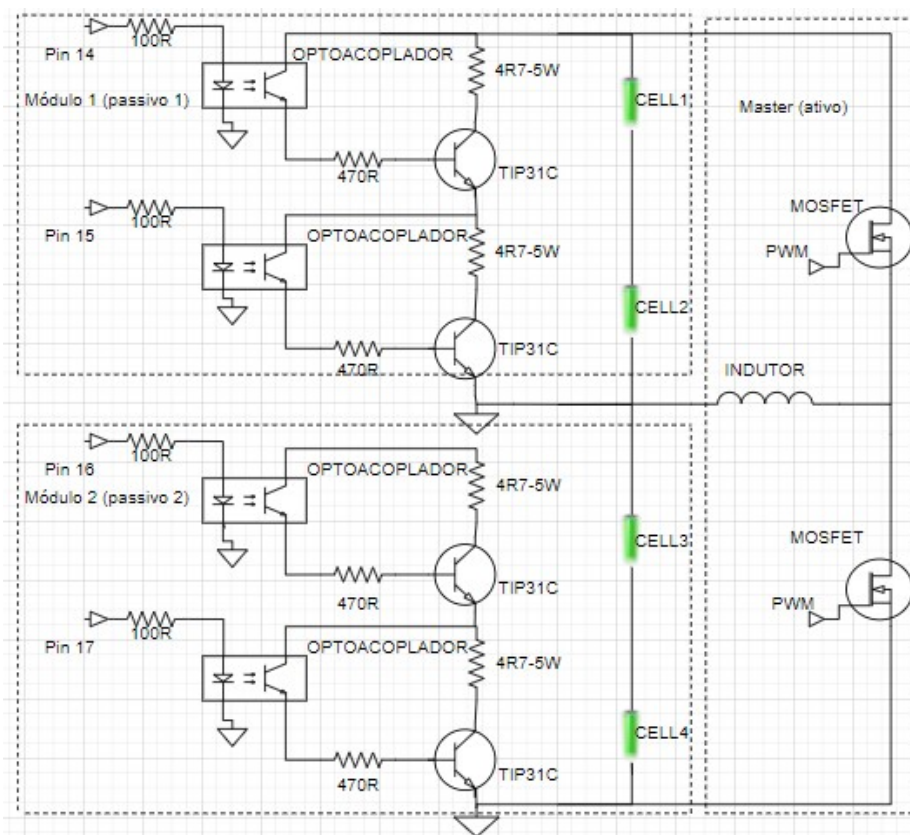 Pin 14
100R
OPTOACOPLADOR
4R7-5W
CELL1
Módulo 1 (passivo 1)
Master (ativo)
470R
TIP31C
MOSFET
Pin 15
100R
OPTOACOPLADOR
4R7-5W
PWM
CELL2
470R
TIP31C
INDUTOR
Pin 16
100R
OPTOACOPLADOR
4R7-5W
Módulo 2 (passivo 2)
CELL3
MOSFET
470R
TIP31C
PWM
Pin 17
100R
OPTOACOPLADOR
4R7-5W
CELL4
470R
TIP31C